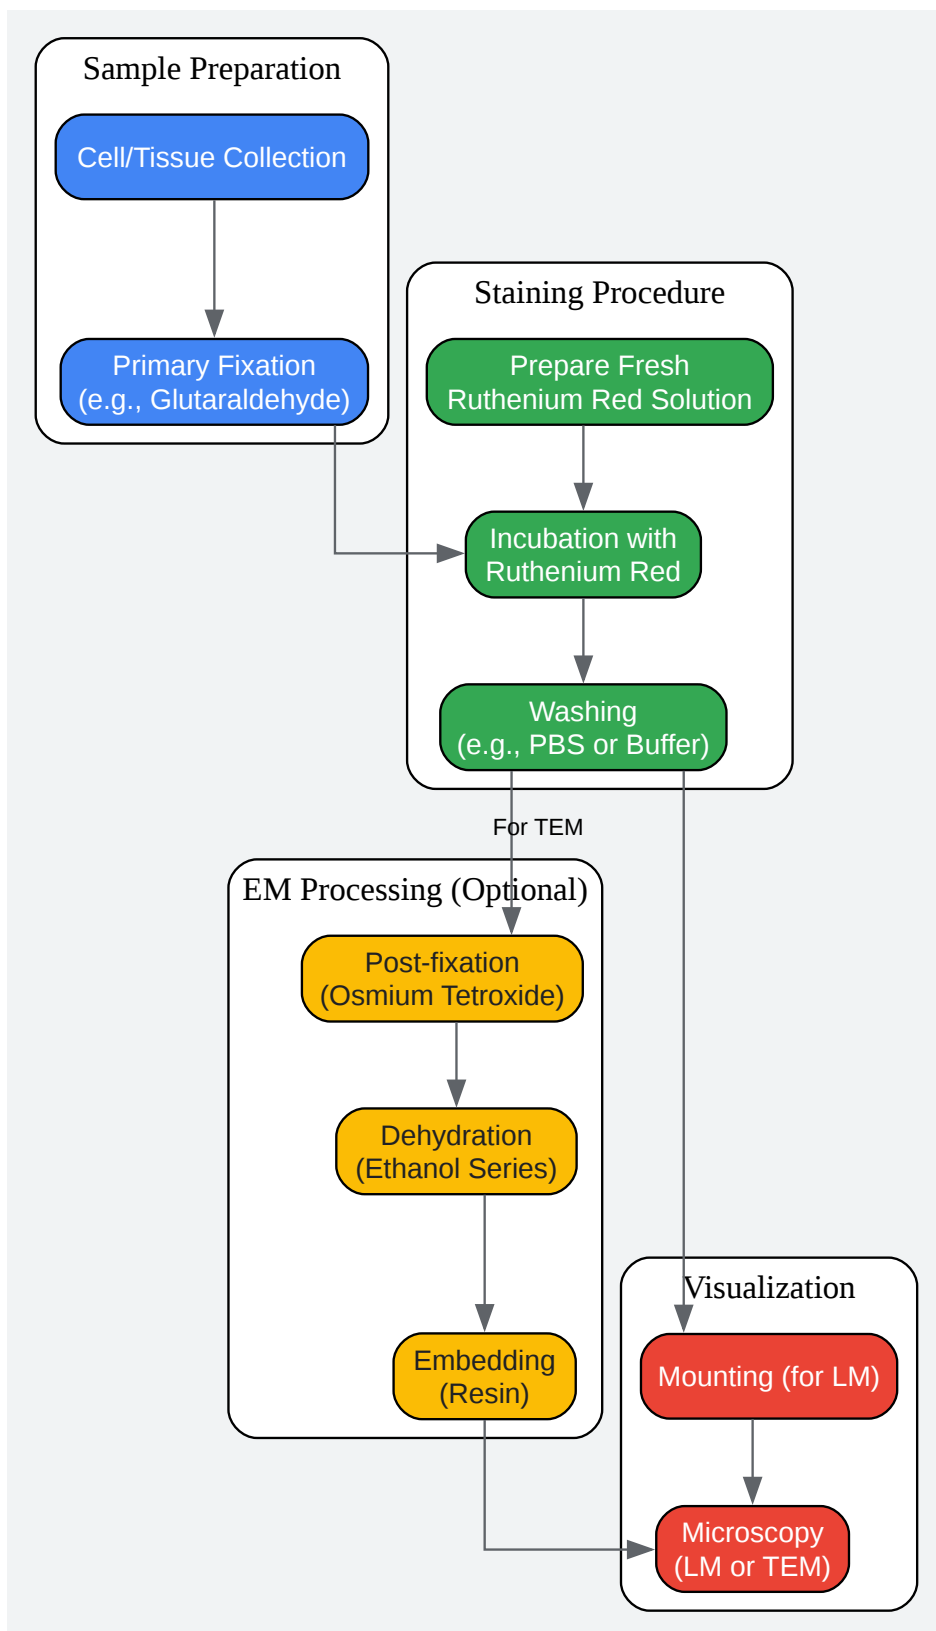 Sample Preparation
Cell/Tissue Collection
Primary Fixation
(e.g., Glutaraldehyde)
Staining Procedure
Prepare Fresh
Ruthenium Red Solution
Incubation with
Ruthenium Red
Washing
(e.g., PBS or Buffer)
For TEM
EM Processing (Optional)
Post-fixation
(Osmium Tetroxide)
Dehydration
(Ethanol Series)
Embedding
(Resin)
Visualization
Mounting (for LM)
Microscopy
(LM or TEM)